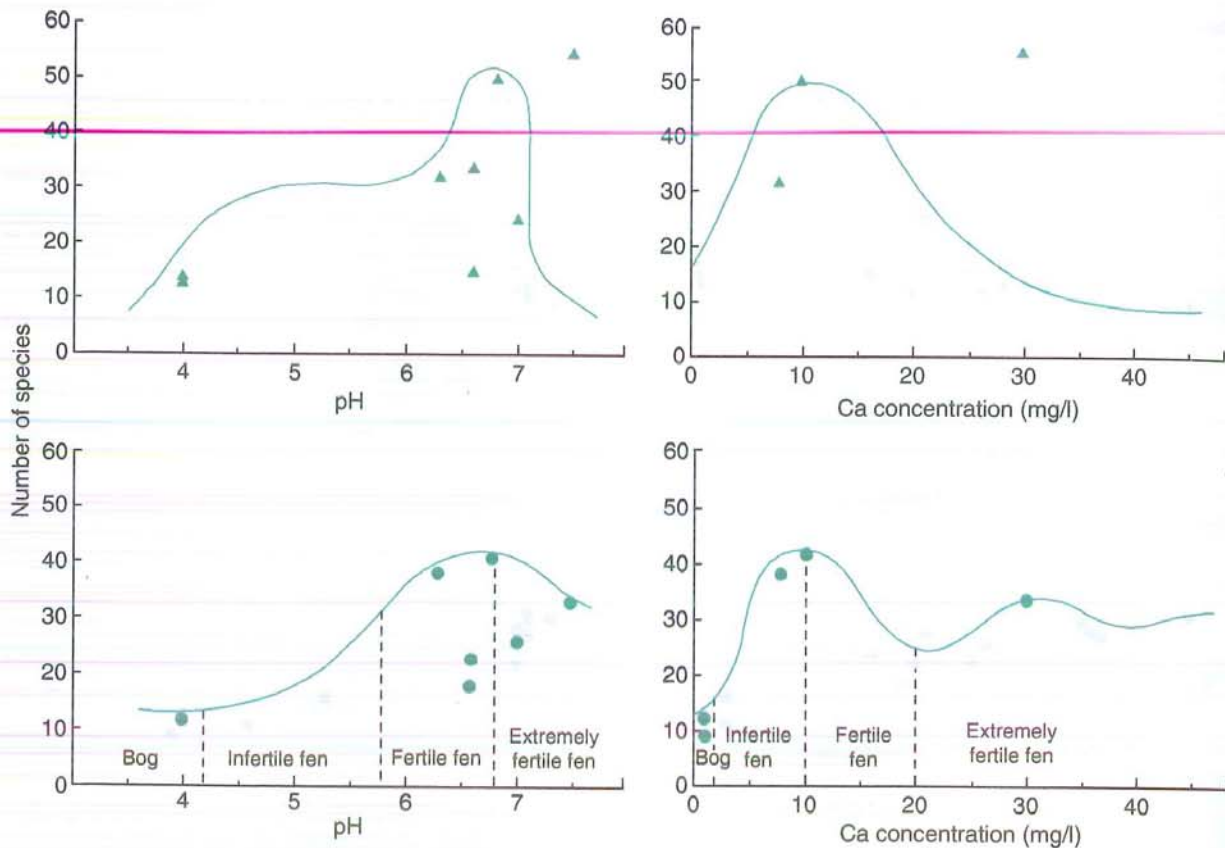 Number of species
60
50
40
30
20
10
0
4
5
6
7
pH
60
50
40
30
20
10
0
0
10
20
30
40
Ca concentration (mg/l)
60
50
40
30
20
10
0
Bog
Infertile fen
Fertile fen
Extremely
fertile fen
4
5
6
7
pH
60
50
40
30
20
10
0
Bog
Infertile
fen
Fertile
fen
Extremely
fertile fen
0
10
20
30
40
Ca concentration (mg/l)